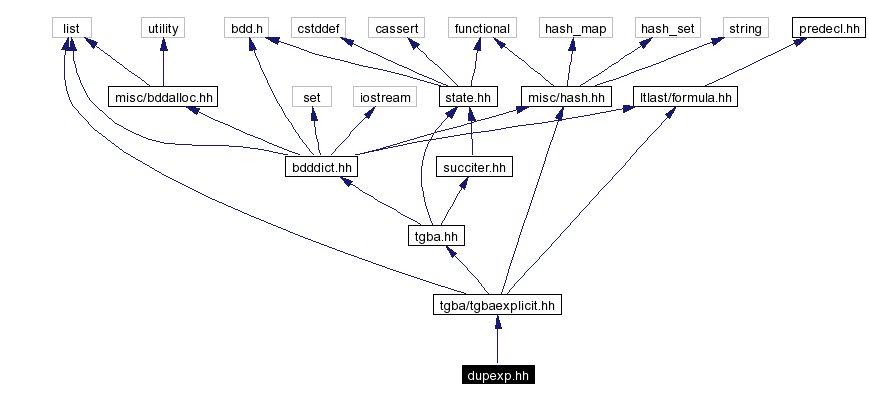 list
utility
bdd.h
cstddef
cassert
functional
hash_map
hash_set
string
predecl.hh
misc/bddalloc.hh
set
iostream
state.hh
misc/hash.hh
ltlast/formula.hh
bdddict.hh
succiter.hh
tgba.hh
tgba/tgbaexplicit.hh
dupexp.hh